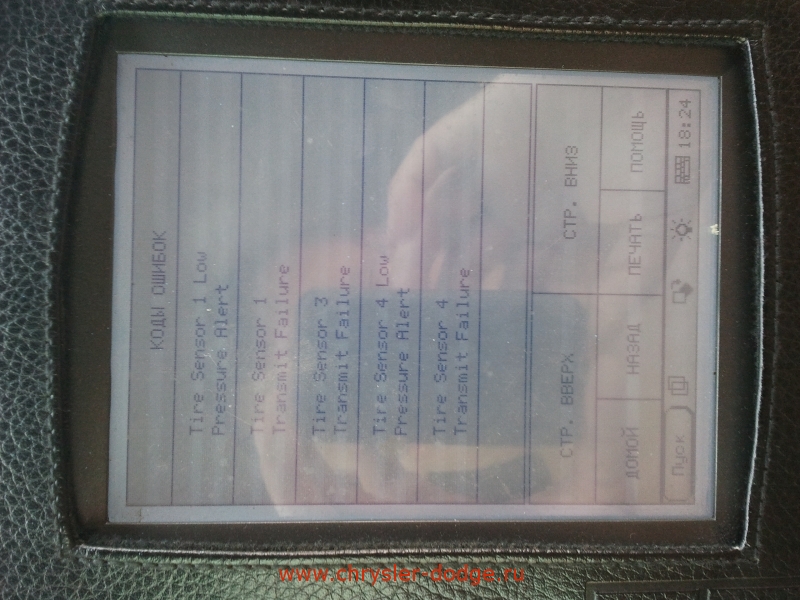 КОДЫ ОШИБОК
Tire Sensor 1 Low
Pressure Alert
Tire Sensor 1
Transmit Failure
Tire Sensor 3
Transmit Failure
Tire Sensor 4 Low
Pressure Alert
Tire Sensor 4
Transmit Failure
СТР. ВВЕРХ СТР. ВНИЗ
ДОМОЙ НАЗАД ПЕЧАТЬ ПОМОЩЬ
Пуск 18:24
www.chrysler-dodge.ru